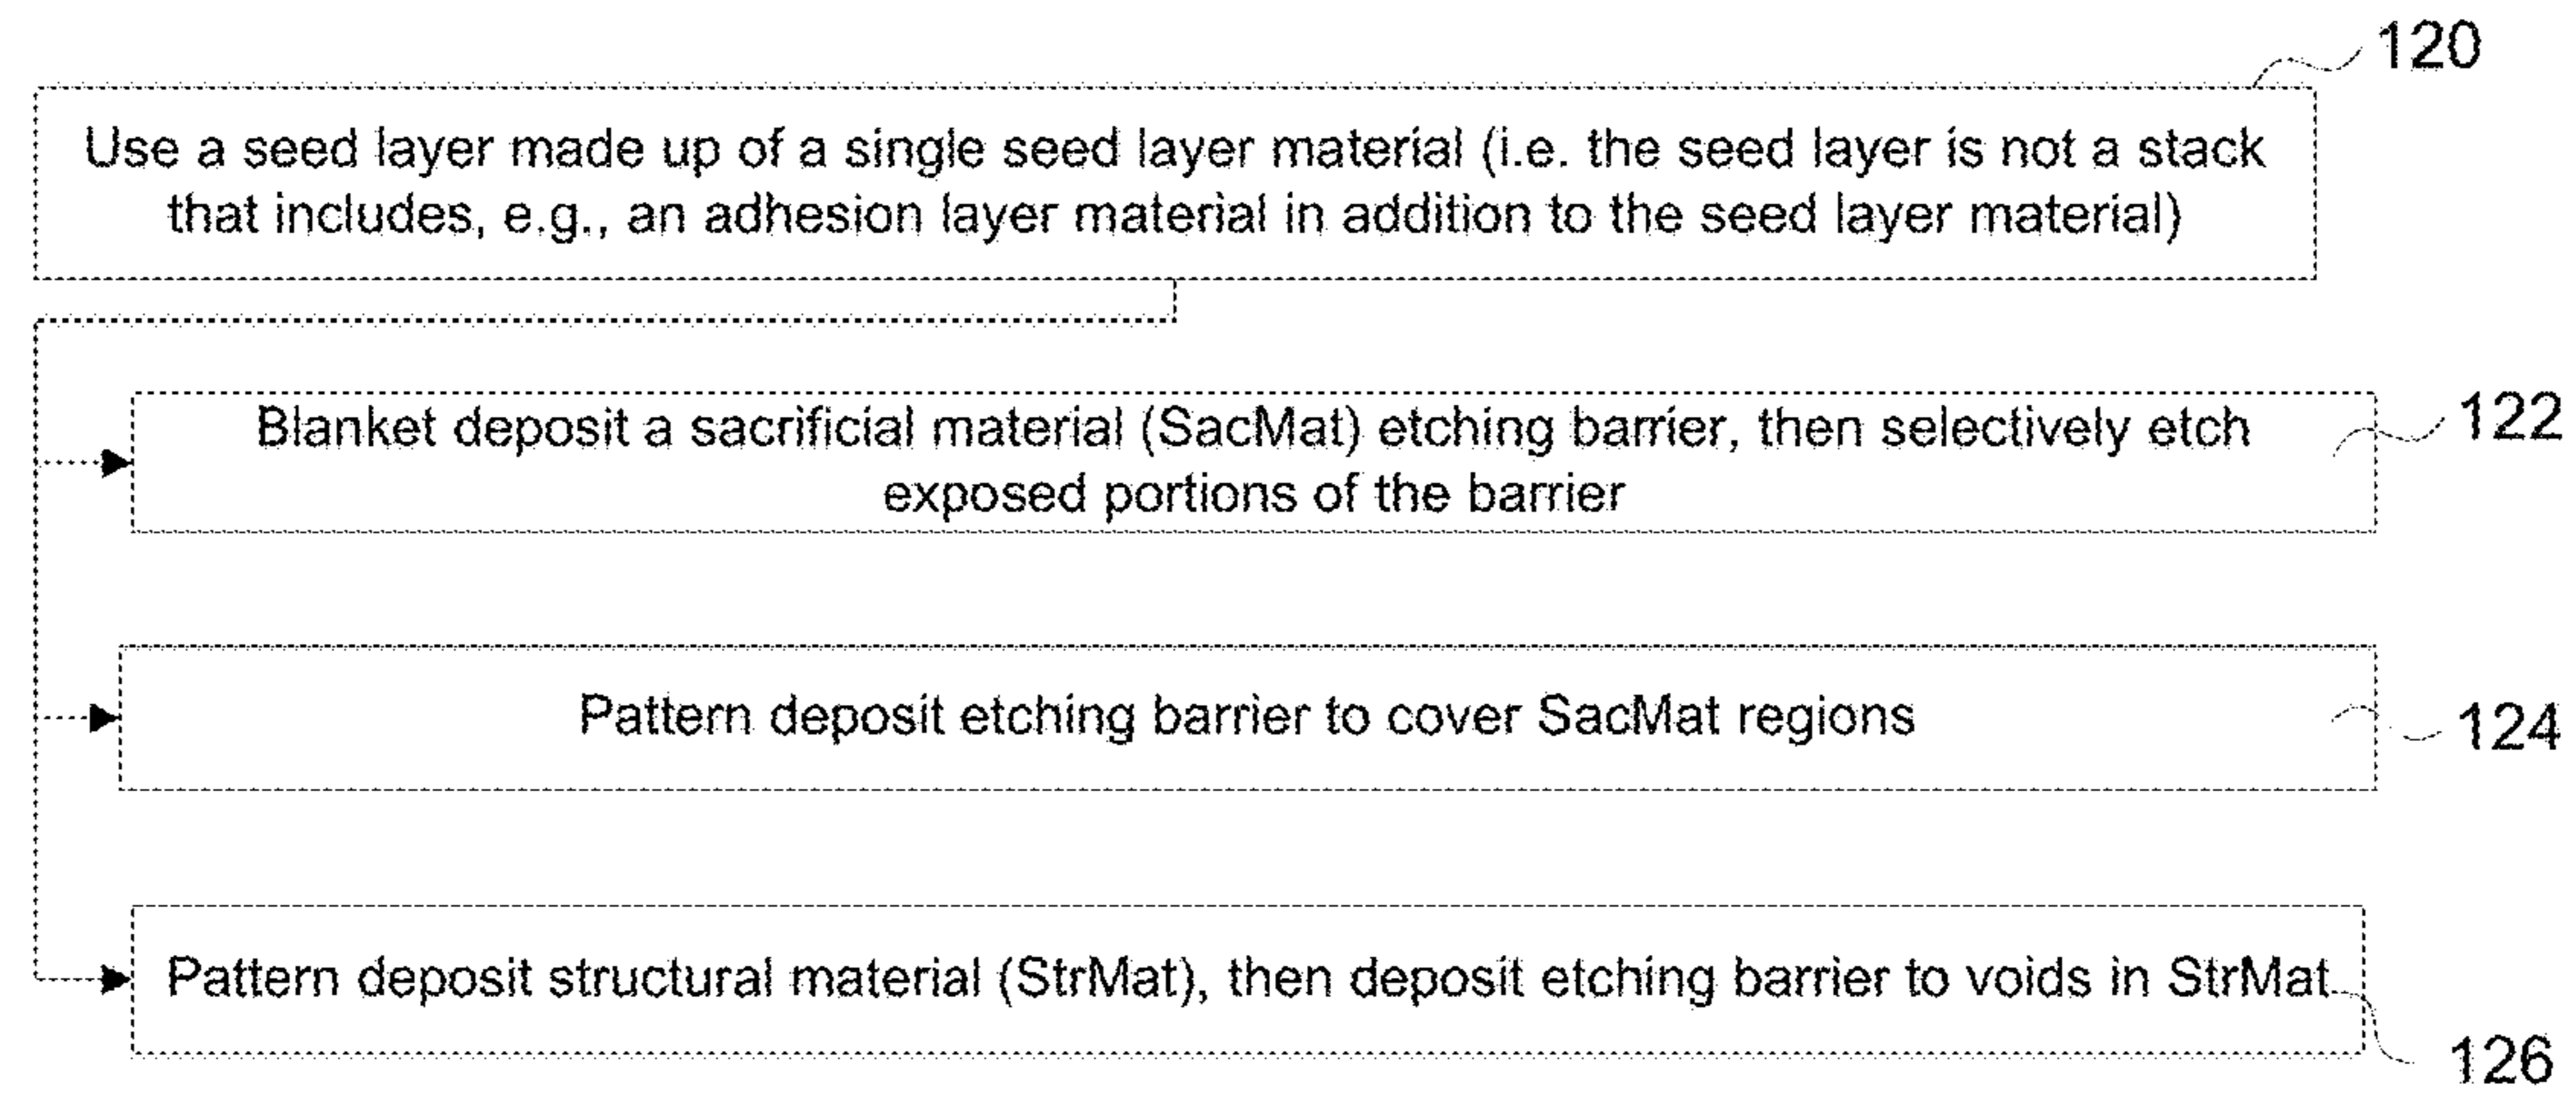 120
Use a seed layer made up of a single seed layer material (i.e. the seed layer is not a stack
that includes, e.g., an adhesion layer material in addition to the seed layer material)
Blanket deposit a sacrificial material (SacMat) etching barrier, then selectively etch
exposed portions of the barrier
122
Pattern deposit etching barrier to cover SacMat regions
124
Pattern deposit structural material (StrMat), then deposit etching barrier to voids in StrMat
126